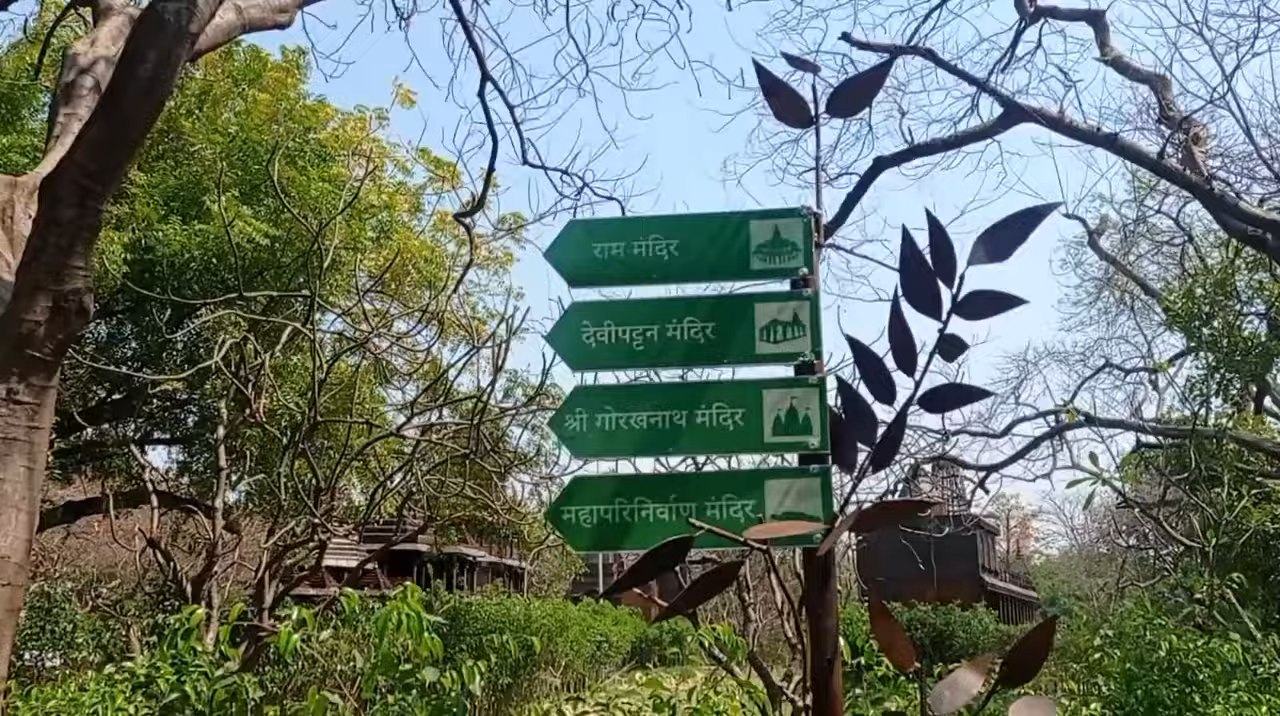 राम मंदिर
देवीपट्टन मंदिर
श्री गोरखनाथ मंदिर
महापरिनिर्वाण मंदिर